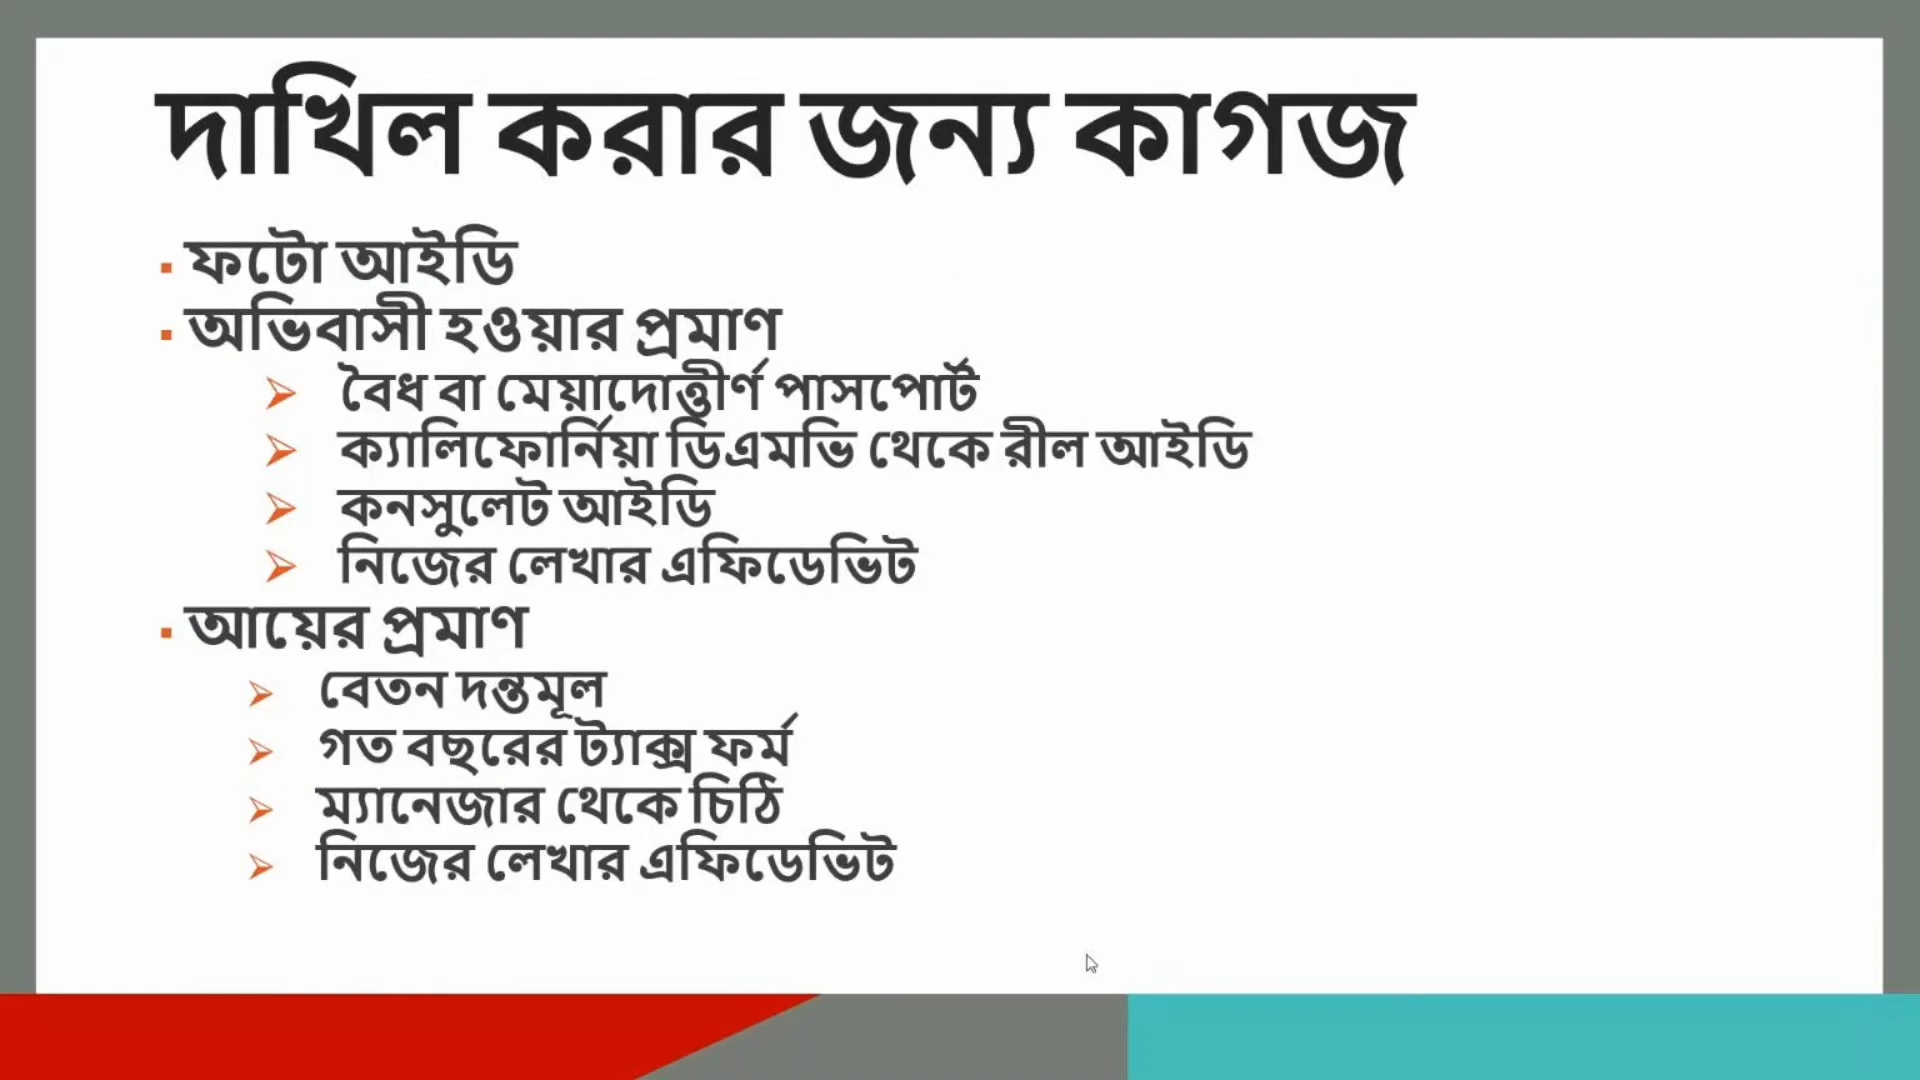 দাখিল করার জন্য কাগজ
ফটো আইডি
অভিবাসী হওয়ার প্রমাণ
বৈধ বা মেয়াদোত্তীর্ণ পাসপোর্ট
ক্যালিফোর্নিয়া ডিএমভি থেকে রীল আইডি
কনসুলেট আইডি
নিজের লেখার এফিডেভিট
আয়ের প্রমাণ
বেতন দন্তমূল
গত বছরের ট্যাক্স ফর্ম
ম্যানেজার থেকে চিঠি
নিজের লেখার এফিডেভিট